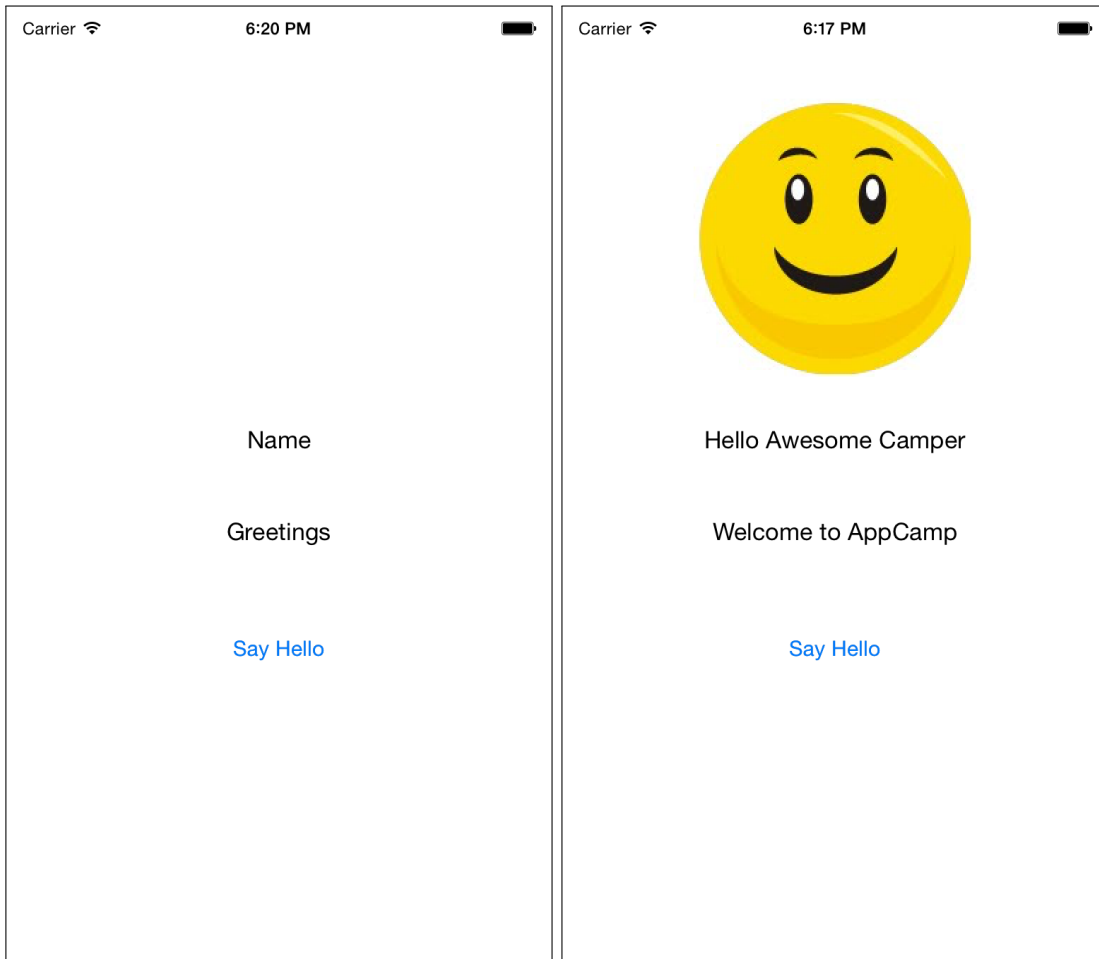 Carrier 6:20 PM
Name
Greetings
Say Hello
Carrier 6:17 PM
Hello Awesome Camper
Welcome to AppCamp
Say Hello